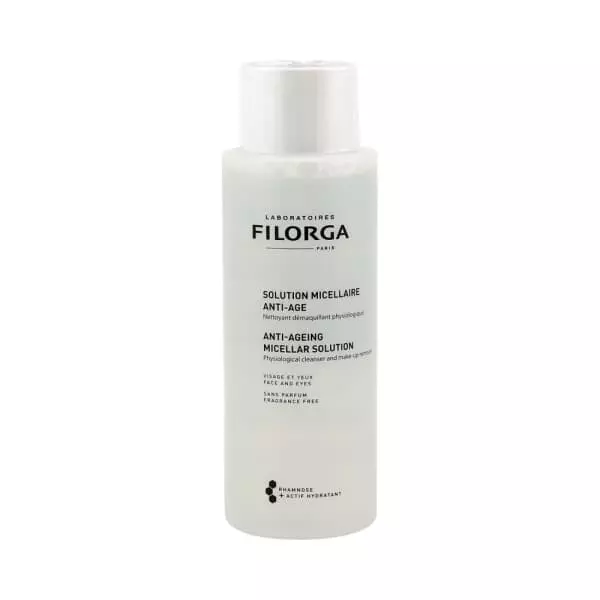 LABORATOIRES
FILORGA
PARIS
SOLUTION MICELLAIRE
ANTI-AGE
Nettoyant démaquillant physiologique
ANTI-AGEING
MICELLAR SOLUTION
Physiological cleanser and make-up remover
VISAGE ET YEUX
FACE AND EYES
SANS PARFUM
FRAGRANCE FREE
RHAMNOSE
+ ACTIF HYDRATANT